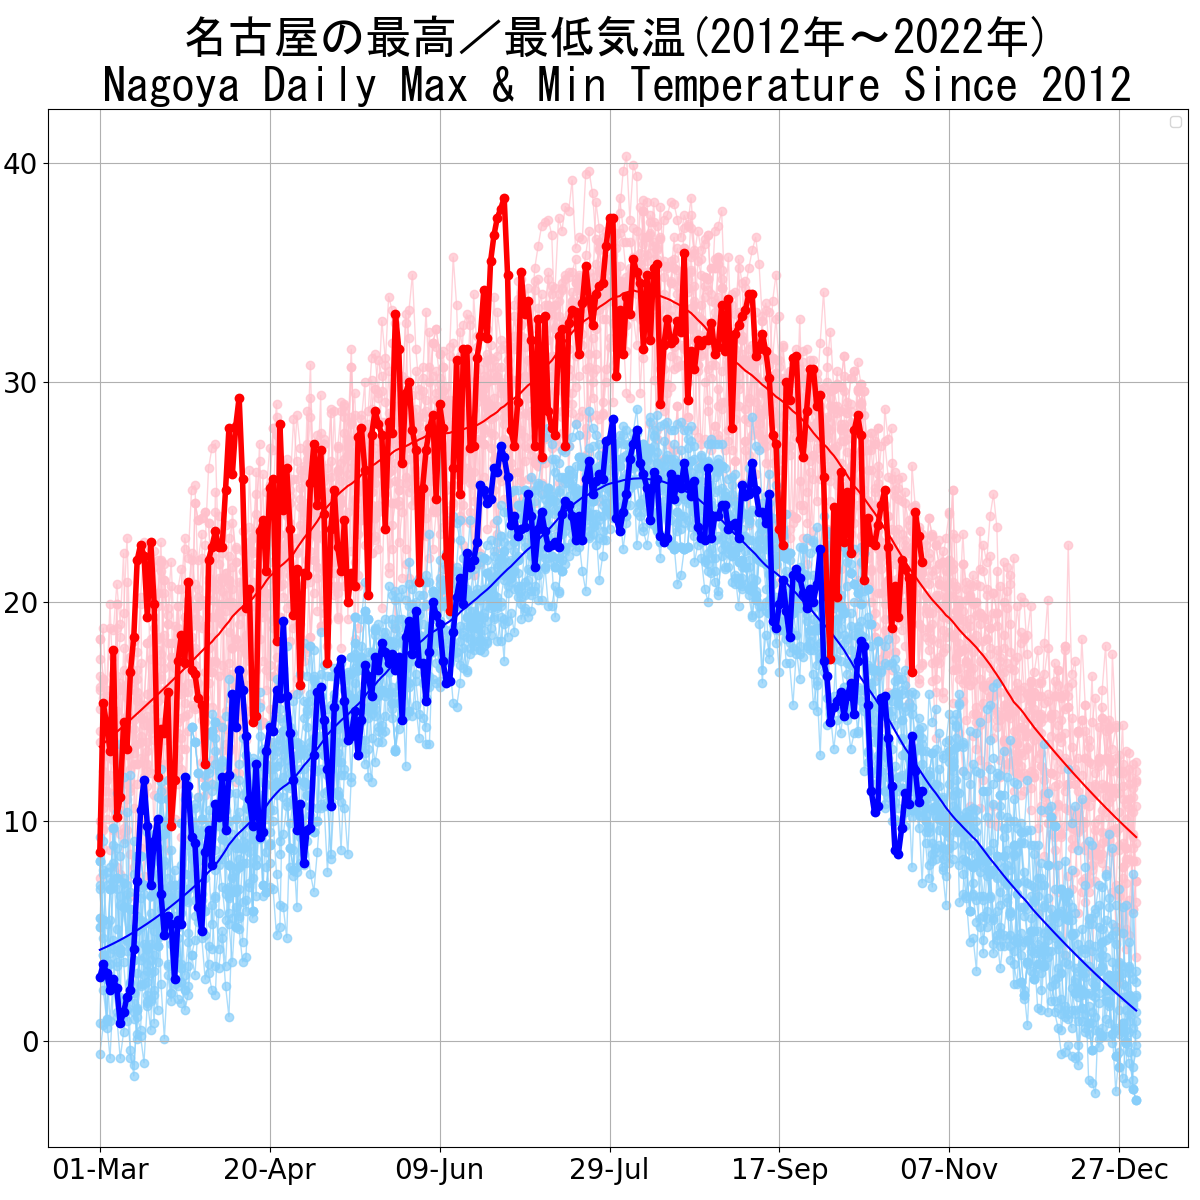 名古屋の最高／最低気温(2012年～2022年)
Nagoya Daily Max & Min Temperature Since 2012
40
30
20
10
0
01-Mar 20-Apr 09-Jun 29-Jul 17-Sep 07-Nov 27-Dec